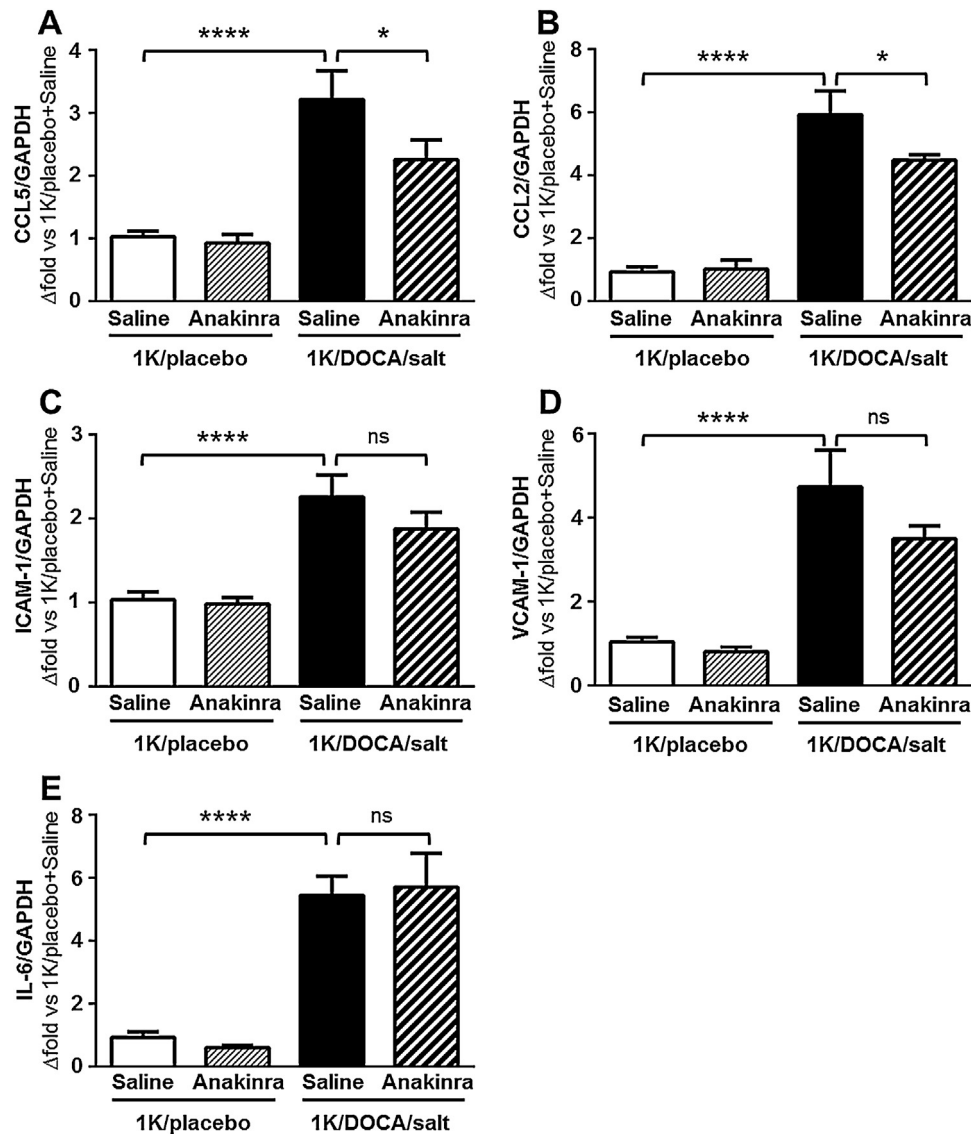 A
CCL5/GAPDH
Δfold vs 1K/placebo+Saline
4
3
2
1
0
****
*
Saline Anakinra Saline Anakinra
1K/placebo 1K/DOCA/salt
B
CCL2/GAPDH
Δfold vs 1K/placebo+Saline
8
6
4
2
0
****
*
Saline Anakinra Saline Anakinra
1K/placebo 1K/DOCA/salt
C
ICAM-1/GAPDH
Δfold vs 1K/placebo+Saline
3
2
1
0
****
ns
Saline Anakinra Saline Anakinra
1K/placebo 1K/DOCA/salt
D
VCAM-1/GAPDH
Δfold vs 1K/placebo+Saline
6
4
2
0
****
ns
Saline Anakinra Saline Anakinra
1K/placebo 1K/DOCA/salt
E
IL-6/GAPDH
Δfold vs 1K/placebo+Saline
8
6
4
2
0
****
ns
Saline Anakinra Saline Anakinra
1K/placebo 1K/DOCA/salt